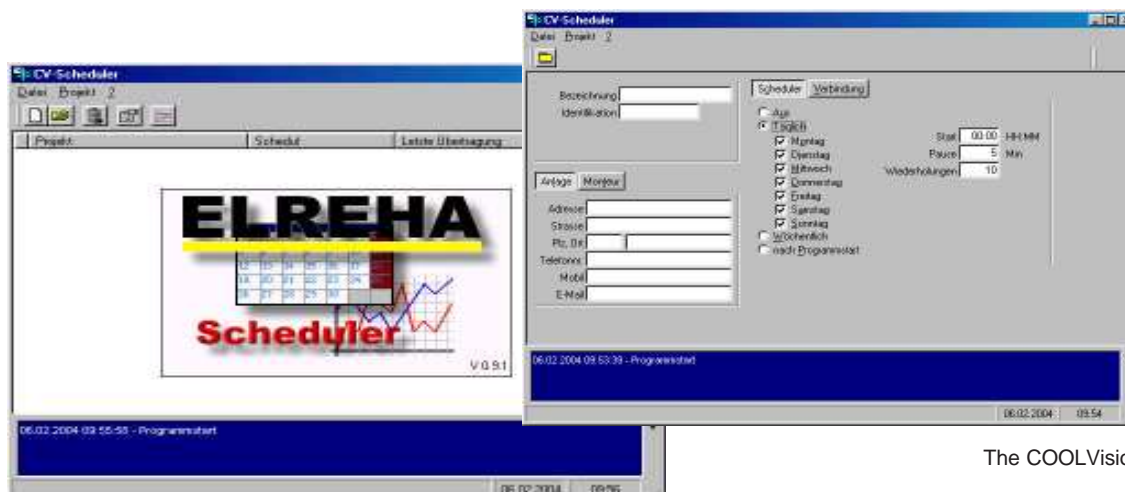 CV-Scheduler
Datei Projekt ?
Projekt Letzte Übertragung
ELREHA
Scheduler
V 0.9.1
06.02.2004 09:55:55 - Programmstart
06.02.2004 09:56
CV-Scheduler
Datei Projekt ?
Bezeichnung
Identifikation
Anlage Monteur
Adresse
Strasse
Plz, Ort
Telefonnr.
Mobil
E-Mail
Scheduler Verbindung
Aus
Täglich
Montag
Dienstag
Mittwoch
Donnerstag
Freitag
Samstag
Sonntag
Wöchentlich
nach Programmstart
Start 00:00 HH:MM
Pause 5 Min
Wiederholungen 10
06.02.2004 09:53:39 - Programmstart
06.02.2004 09:54
The COOLVisio